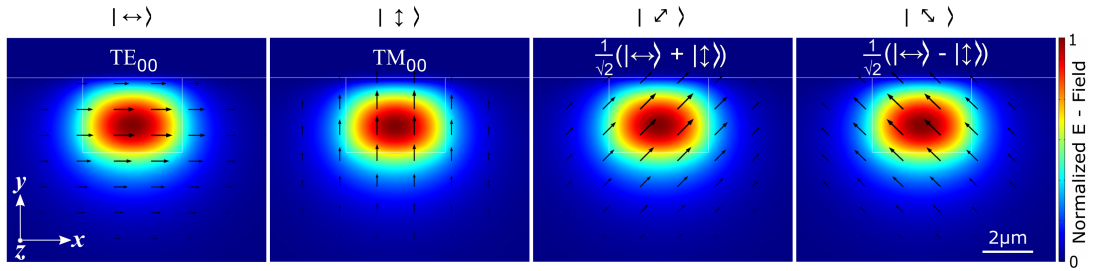 |↔⟩ |↕⟩ |⤢⟩ |⤡⟩
TE₀₀ TM₀₀ 1/√2(|↔⟩ + |↕⟩) 1/√2(|↔⟩ - |↕⟩)
y
x
z
2μm
1
Normalized E - Field
0